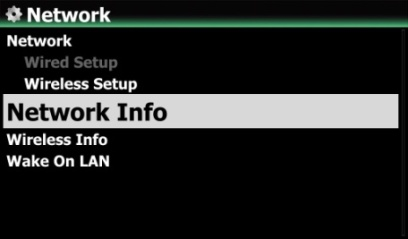 Network
Network
Wired Setup
Wireless Setup
Network Info
Wireless Info
Wake On LAN